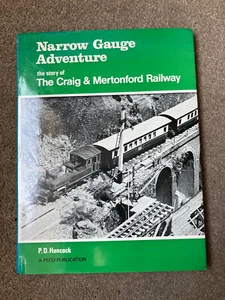 Narrow Gauge
Adventure
the story of
The Craig & Mertonford Railway
P.D. Hancock
A PECO PUBLICATION